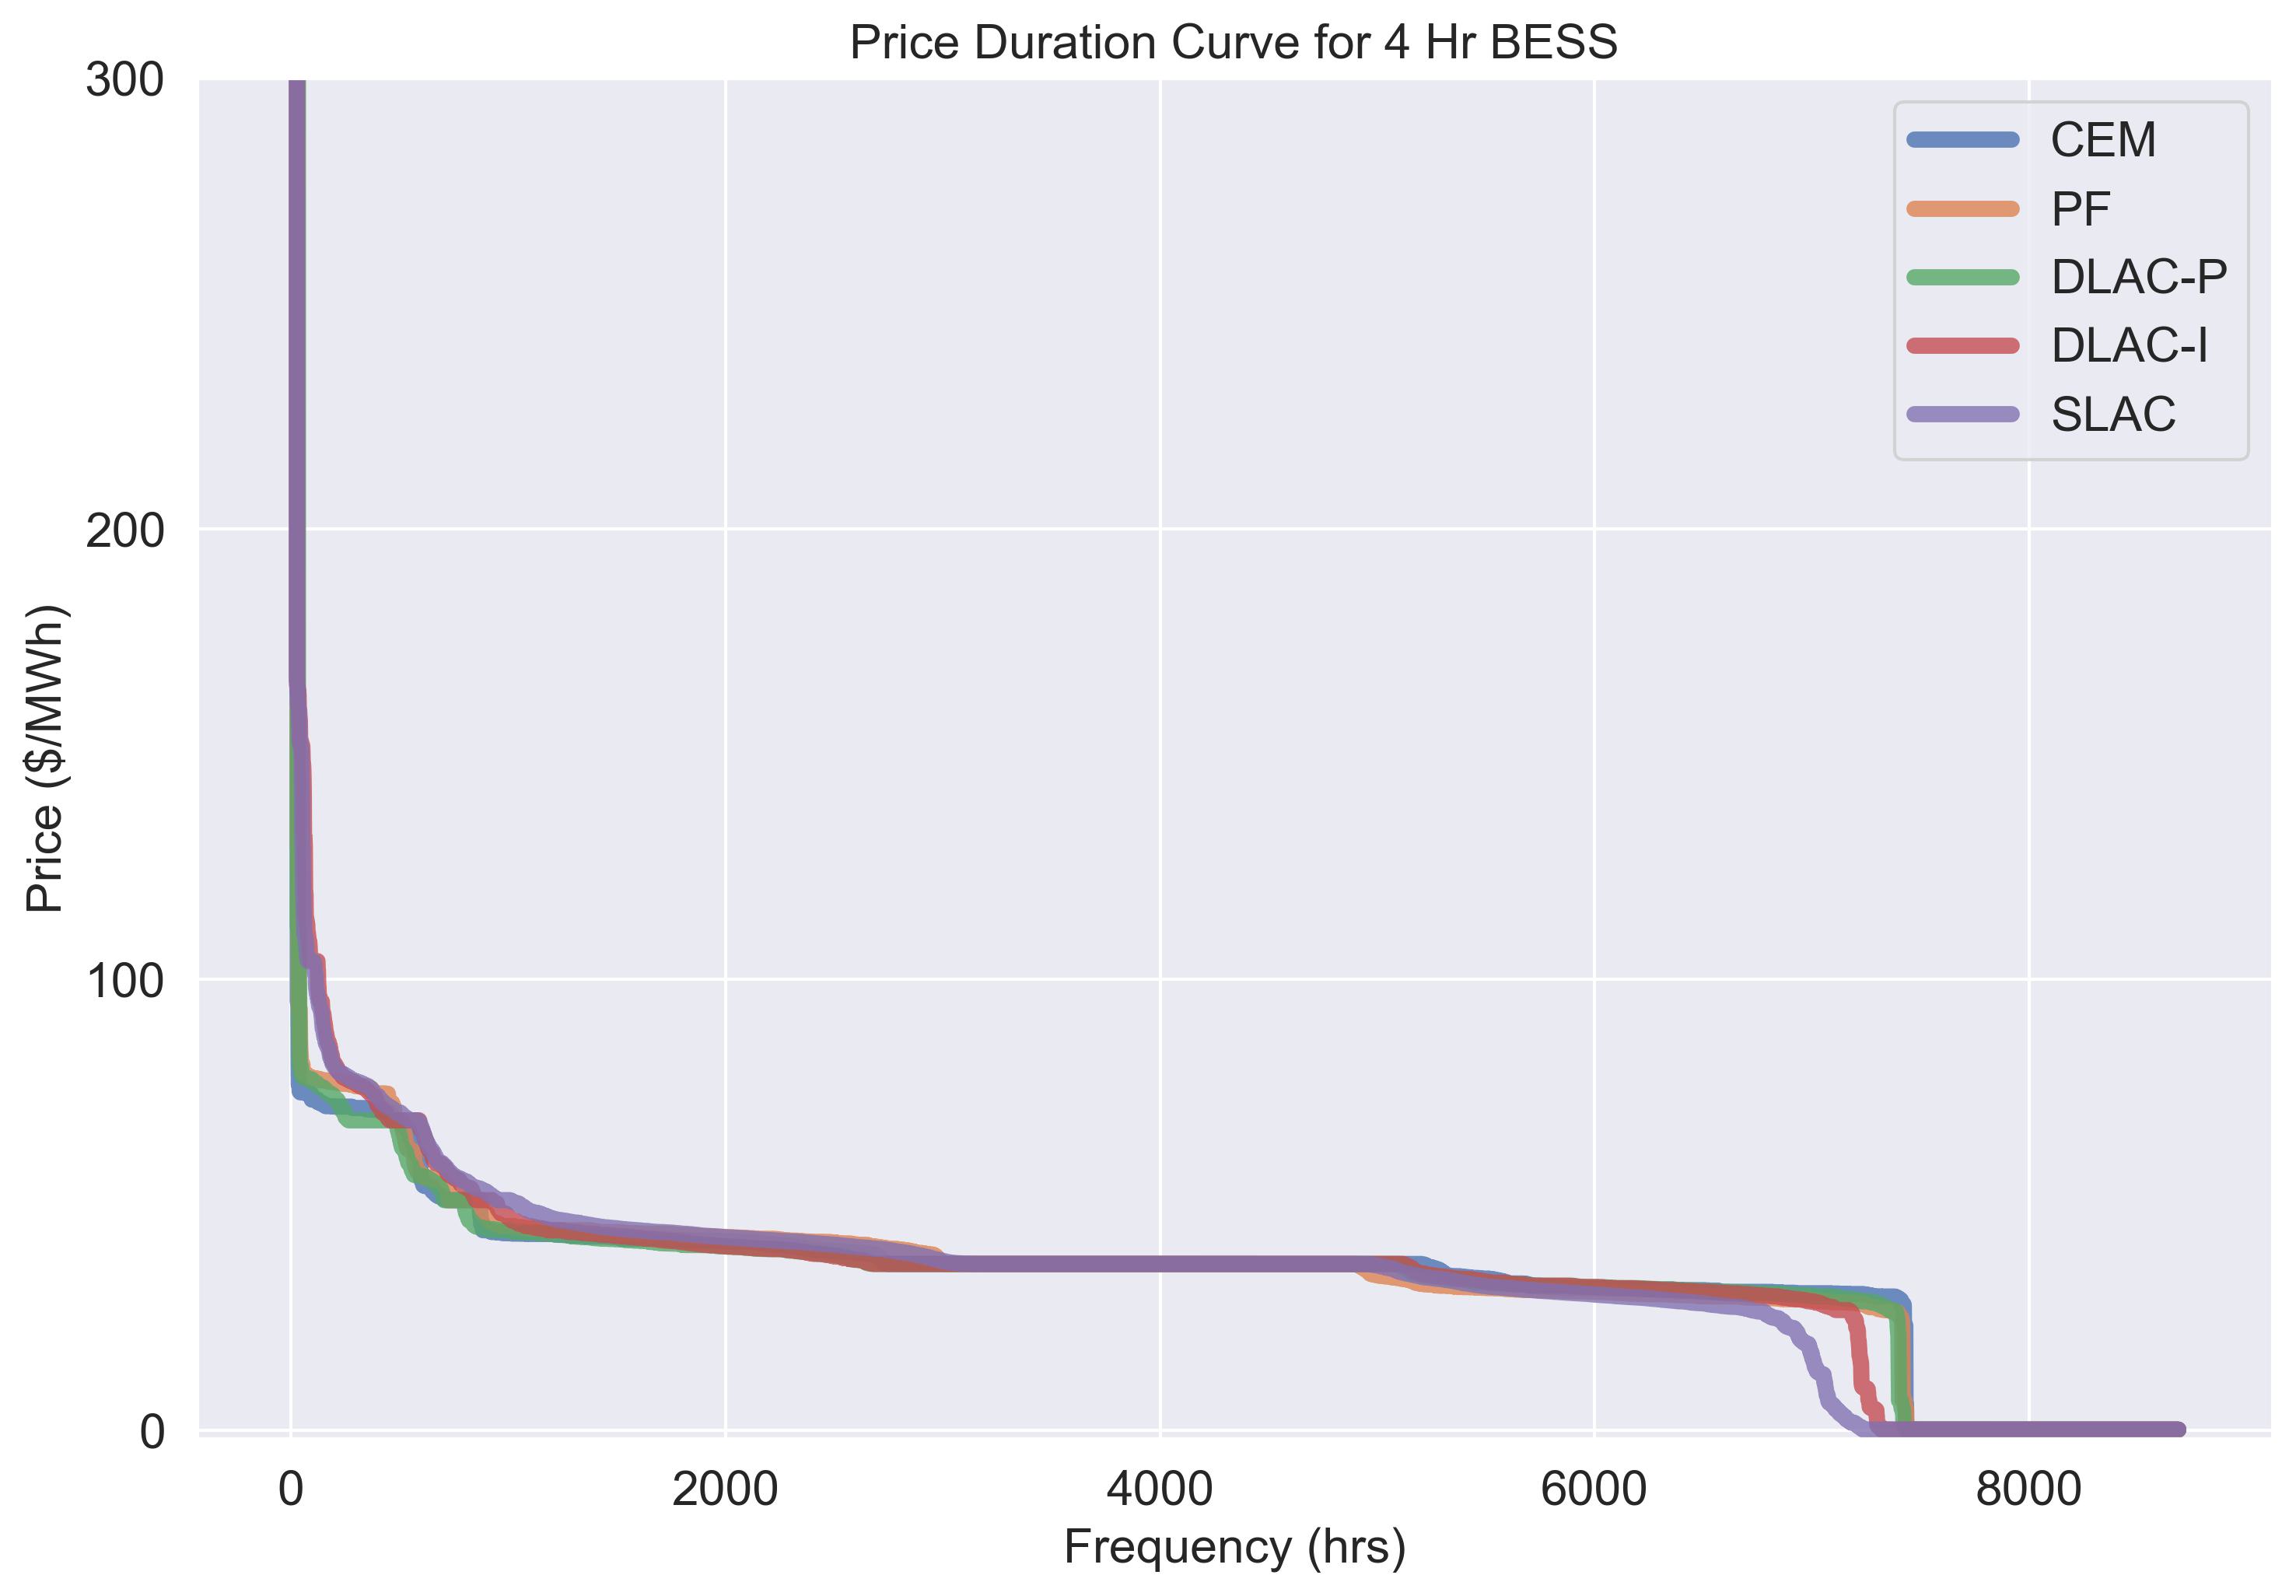 Price Duration Curve for 4 Hr BESS
300
200
100
0
Price ($/MWh)
CEM
PF
DLAC-P
DLAC-I
SLAC
0 2000 4000 6000 8000
Frequency (hrs)